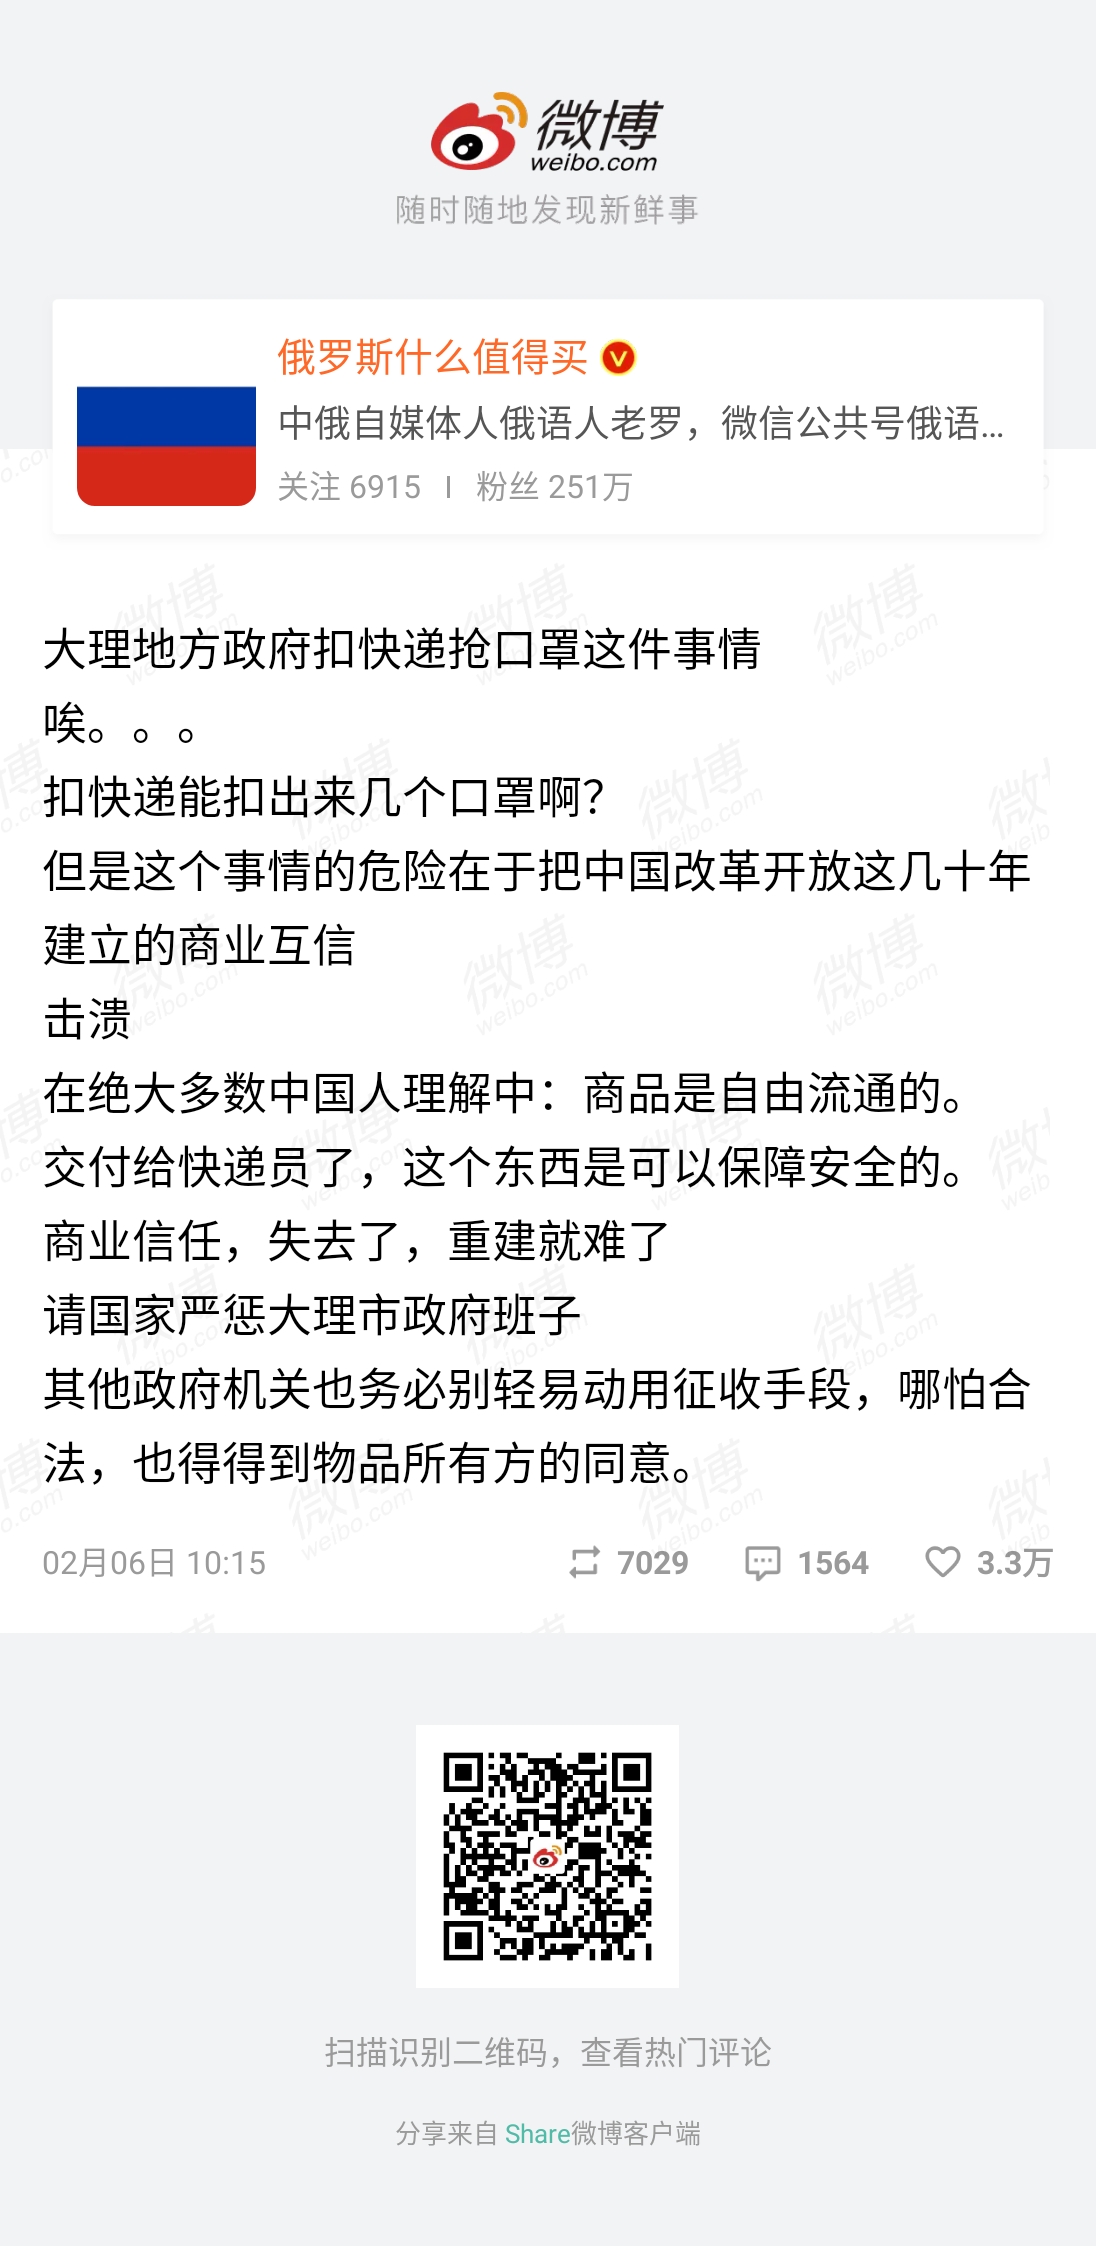 微博
weibo.com
随时随地发现新鲜事
俄罗斯什么值得买
中俄自媒体人俄语人老罗，微信公共号俄语...
关注 6915 | 粉丝 251万
大理地方政府扣快递抢口罩这件事情
唉。。。
扣快递能扣出来几个口罩啊？
但是这个事情的危险在于把中国改革开放这几十年
建立的商业互信
击溃
在绝大多数中国人理解中：商品是自由流通的。
交付给快递员了，这个东西是可以保障安全的。
商业信任，失去了，重建就难了
请国家严惩大理市政府班子
其他政府机关也务必别轻易动用征收手段，哪怕合
法，也得得到物品所有方的同意。
02月06日 10:15 7029 1564 3.3万
扫描识别二维码，查看热门评论
分享来自 Share微博客户端